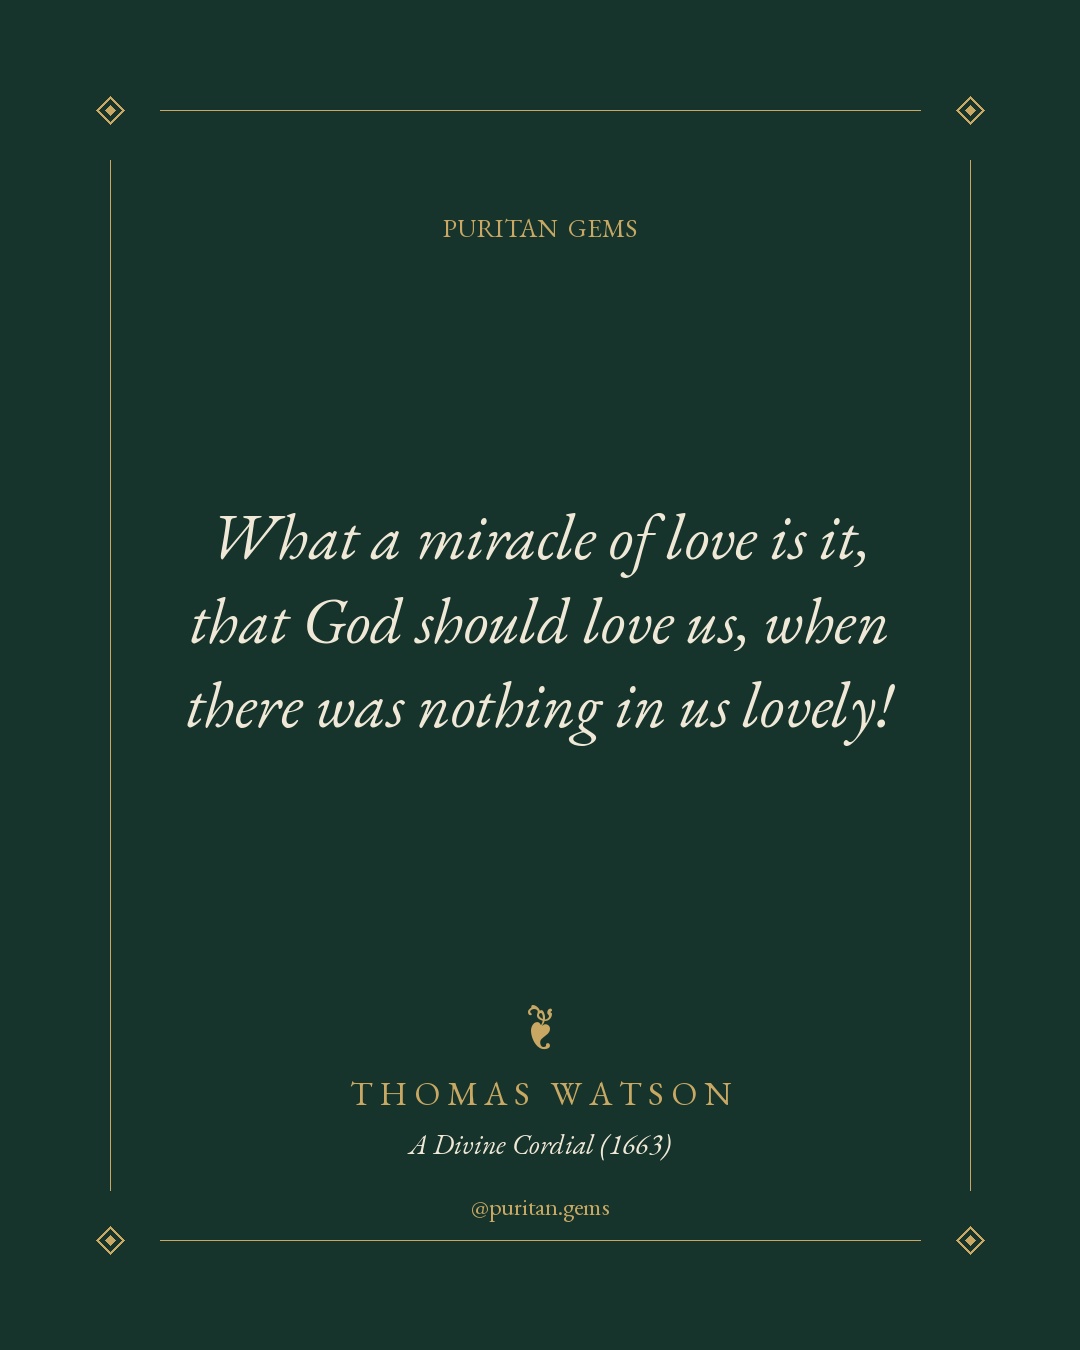 PURITAN GEMS
What a miracle of love is it,
that God should love us, when
there was nothing in us lovely!
THOMAS WATSON
A Divine Cordial (1663)
@puritan.gems